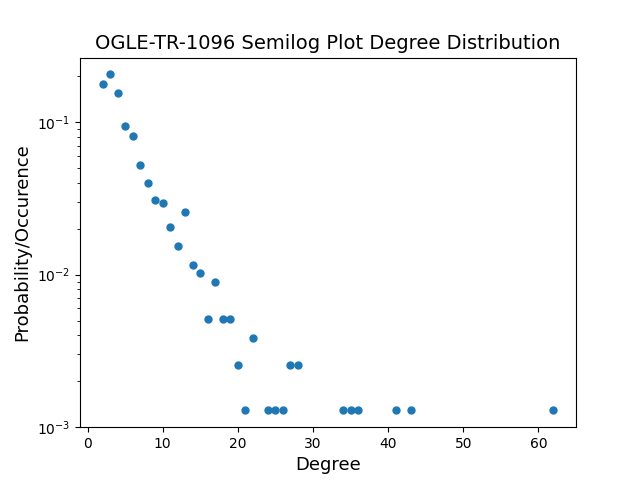 OGLE-TR-1096 Semilog Plot Degree Distribution
Probability/Occurence
10⁻¹
10⁻²
10⁻³
0 10 20 30 40 50 60
Degree